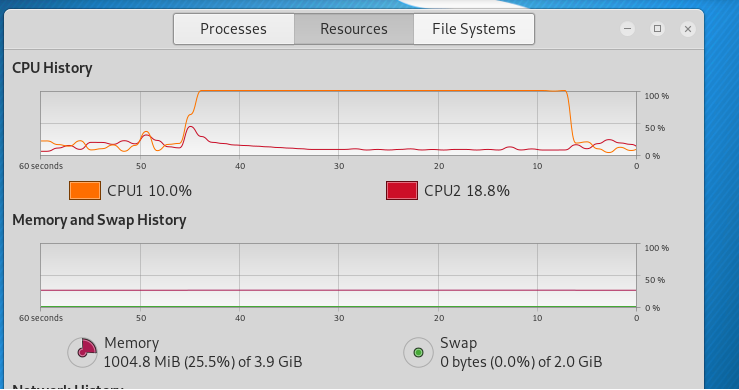 Processes Resources File Systems
CPU History
100 %
50 %
0 %
60 seconds 50 40 30 20 10 0
CPU1 10.0% CPU2 18.8%
Memory and Swap History
100 %
50 %
0 %
60 seconds 50 40 30 20 10 0
Memory Swap
1004.8 MiB (25.5%) of 3.9 GiB 0 bytes (0.0%) of 2.0 GiB
Network History